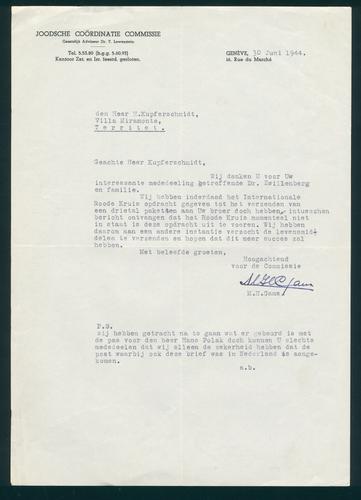 JOODSCHE COÖRDINATIE COMMISSIE
Geestelijk Adviseur Dr. T. Lewenstein
Tel. 5.55.80 (b.g.g. 5.60.95)
Kantoor Zat. en Isr. feestd. gesloten.
GENÈVE, 30 Juni 1944.
16, Rue du Marché
den Heer H.Kupferschmidt,
Villa Miramonte,
Territet.
Geachte Heer Kupferschmidt,
Wij danken U voor Uw
interessante mededeeling betreffende Dr. Zwillenberg
en familie.
Wij hebben inderdaad het Internationale
Roode Kruis opdracht gegeven tot het verzenden van
een drietal paketten aan Uw broer doch hebben, intusschen
bericht ontvangen dat het Roode Kruis momenteel niet
in staat is deze opdracht uit te voeren. Wij hebben
daarom aan een andere instantie verzocht de levensmid-
delen te verzenden en hopen dat dit meer succes zal
hebben.
Met beleefde groeten,
Hoogachtend
voor de Commissie
M.H.Gans
M.H.Gans.
P.S.
Wij hebben getracht na te gaan wat er gebeurd is met
de pas voor den heer Hans Polak doch kunnen U slechts
mededeelen dat wij alleen de zekerheid hebben dat de
post waarbij ook deze brief was in Nederland is aange-
komen.
a.b.